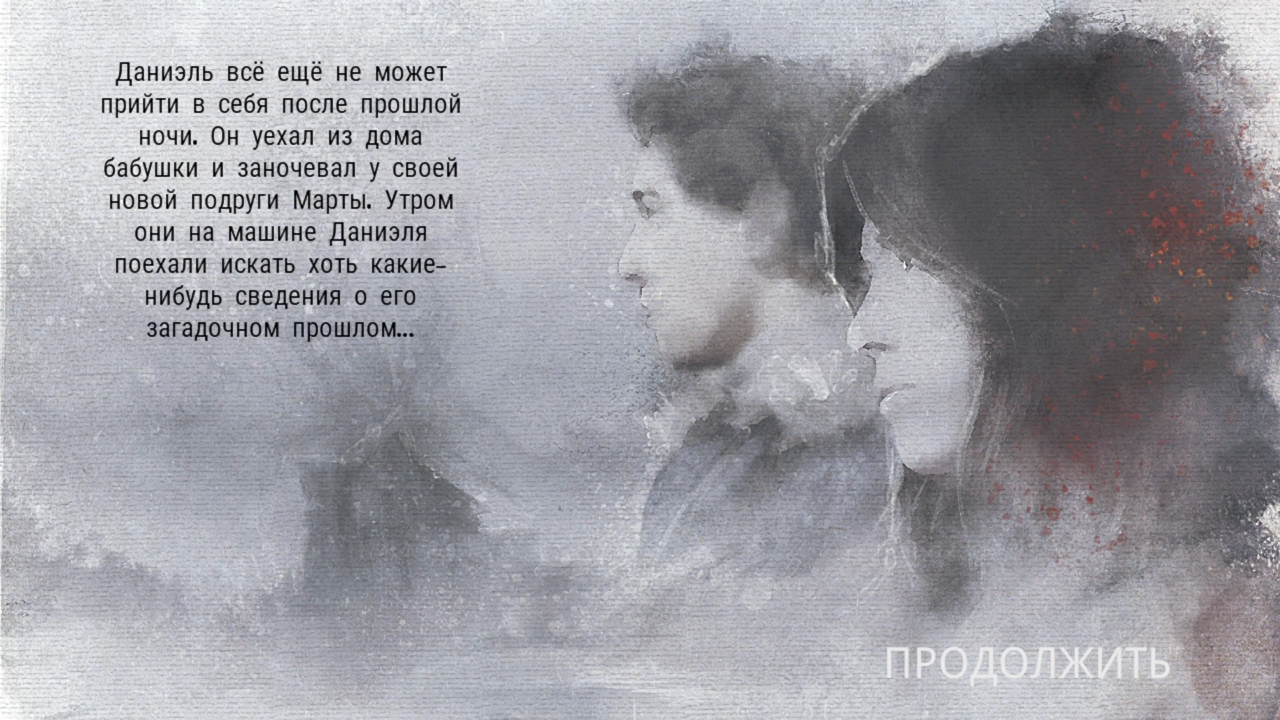 Даниэль всё ещё не может
прийти в себя после прошлой
ночи. Он уехал из дома
бабушки и заночевал у своей
новой подруги Марты. Утром
они на машине Даниэля
поехали искать хоть какие-
нибудь сведения о его
загадочном прошлом...
ПРОДОЛЖИТЬ